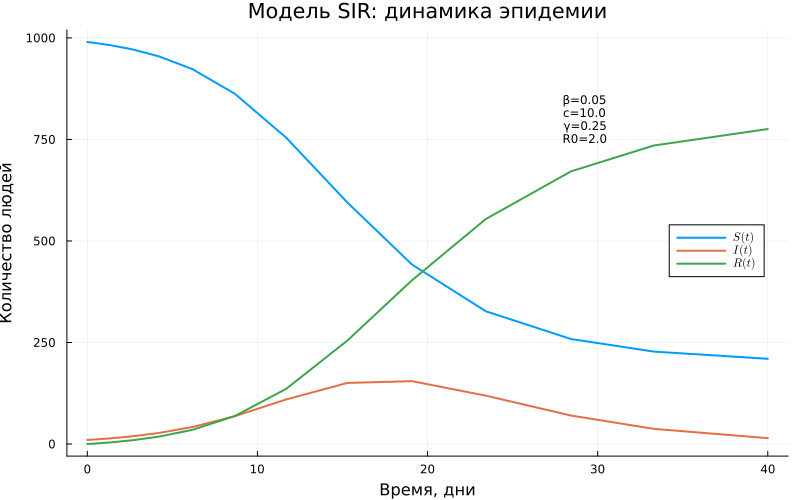 Модель SIR: динамика эпидемии
Количество людей
1000
750
500
250
0
β=0.05
c=10.0
γ=0.25
R0=2.0
S(t)
I(t)
R(t)
0 10 20 30 40
Время, дни